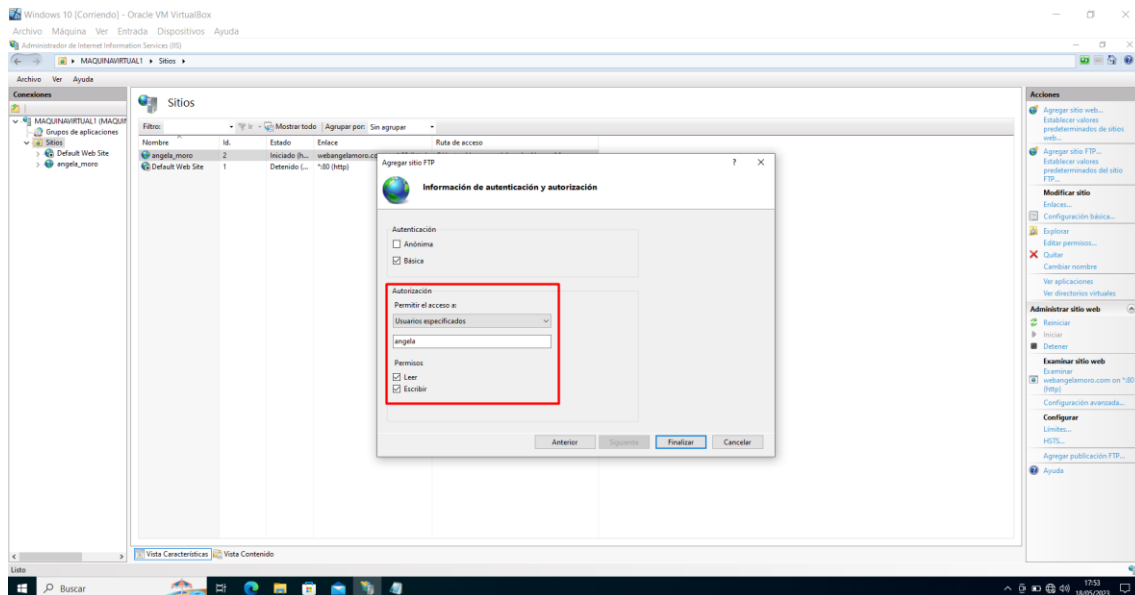 Windows 10 [Corriendo] - Oracle VM VirtualBox
Archivo Máquina Ver Entrada Dispositivos Ayuda
Administrador de Internet Information Services (IIS)
MAQUINAVIRTUAL1 Sitios
Archivo Ver Ayuda
Conexiones
MAQUINAVIRTUAL1 (MAQUIN
Grupos de aplicaciones
Sitios
Default Web Site
angela_moro
Sitios
Filtro: Ir Mostrar todo Agrupar por: Sin agrupar
Nombre Id. Estado Enlace Ruta de acceso
angela_moro 2 Iniciado (h... webangelamoro.co
Default Web Site 1 Detenido (... *:80 (http)
Agregar sitio FTP ? X
Información de autenticación y autorización
Autenticación
Anónima
Básica
Autorización
Permitir el acceso a:
Usuarios especificados
angela
Permisos
Leer
Escribir
Anterior Siguiente Finalizar Cancelar
Acciones
Agregar sitio web...
Establecer valores
predeterminados de sitios
web...
Agregar sitio FTP...
Establecer valores
predeterminados del sitio
FTP...
Modificar sitio
Enlaces...
Configuración básica...
Explorar
Editar permisos...
Quitar
Cambiar nombre
Ver aplicaciones
Ver directorios virtuales
Administrar sitio web
Reiniciar
Iniciar
Detener
Examinar sitio web
Examinar
webangelamoro.com on *:80
(http)
Configuración avanzada...
Configurar
Límites...
HSTS...
Agregar publicación FTP...
Ayuda
Vista Características Vista Contenido
Listo
Buscar
17:53
18/05/2023